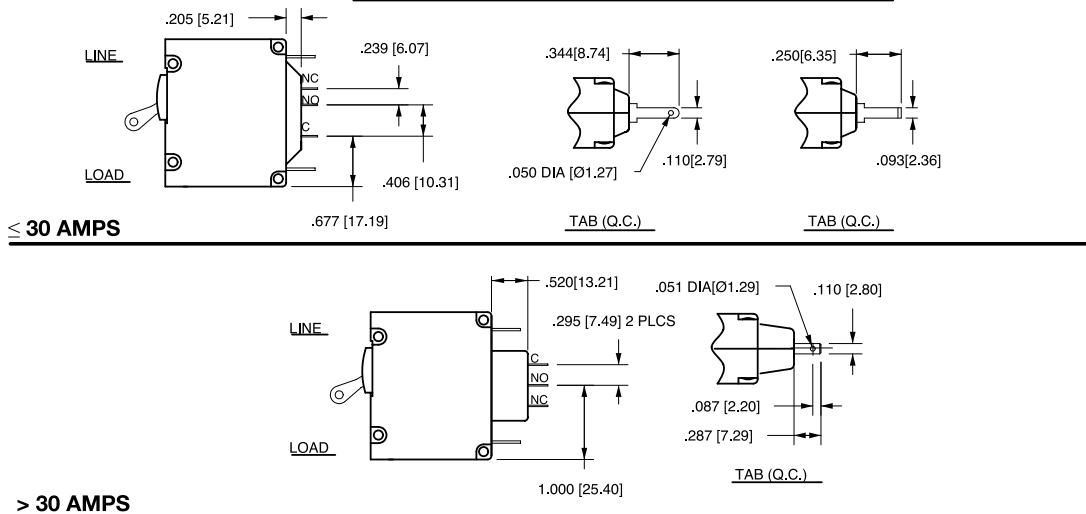 .205 [5.21]
LINE
.239 [6.07]
NC
NO
C
LOAD
.406 [10.31]
.677 [17.19]
.344[8.74]
.050 DIA [Ø1.27]
.110[2.79]
TAB (Q.C.)
.250[6.35]
.093[2.36]
TAB (Q.C.)
≤ 30 AMPS
.520[13.21]
LINE
.295 [7.49] 2 PLCS
C
NO
NC
LOAD
1.000 [25.40]
.051 DIA[Ø1.29]
.110 [2.80]
.087 [2.20]
.287 [7.29]
TAB (Q.C.)
> 30 AMPS